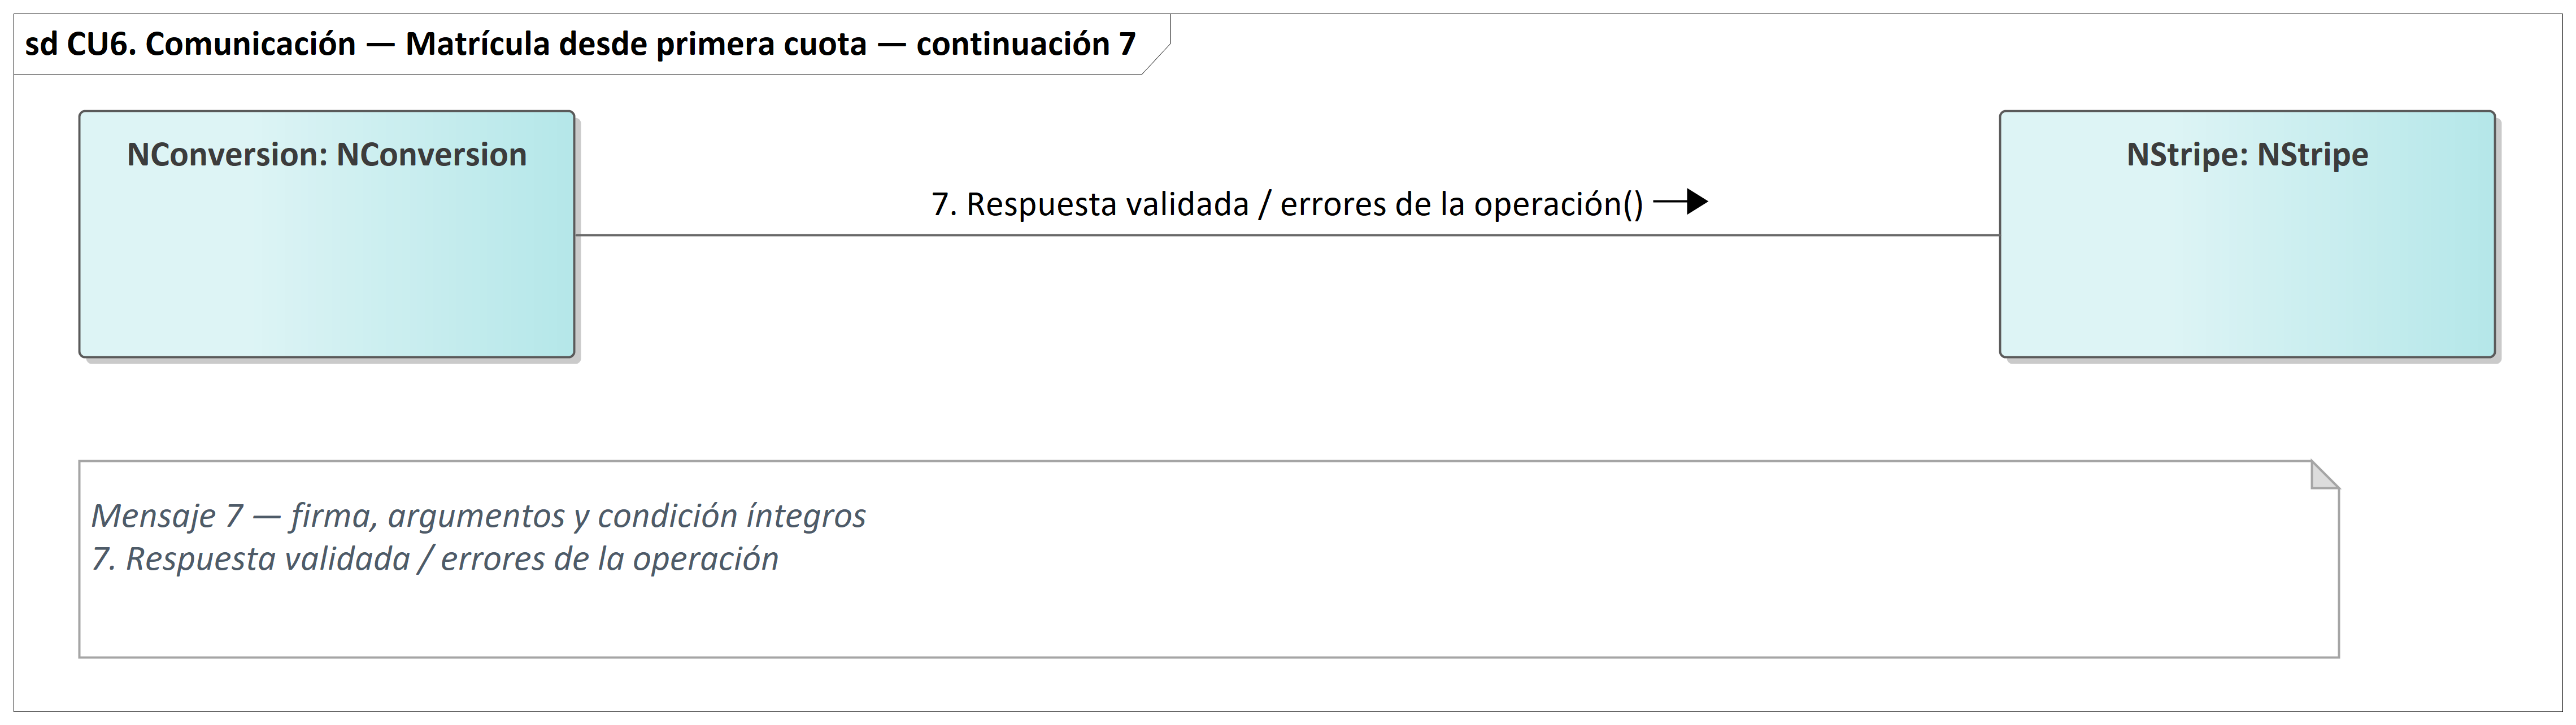 sd CU6. Comunicación — Matrícula desde primera cuota — continuación 7
NConversion: NConversion
NStripe: NStripe
7. Respuesta validada / errores de la operación()
Mensaje 7 — firma, argumentos y condición íntegros
7. Respuesta validada / errores de la operación